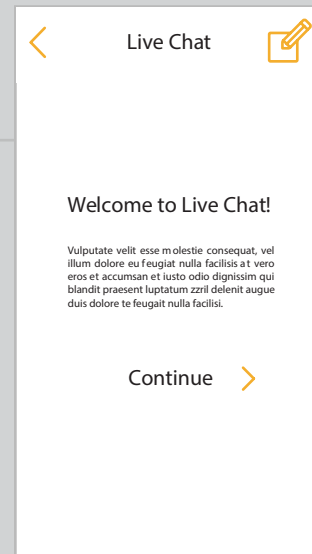 Live Chat
Welcome to Live Chat!
Vulputate velit esse molestie consequat, vel
illum dolore eu feugiat nulla facilisis at vero
eros et accumsan et iusto odio dignissim qui
blandit praesent luptatum zzril delenit augue
duis dolore te feugait nulla facilisi.
Continue